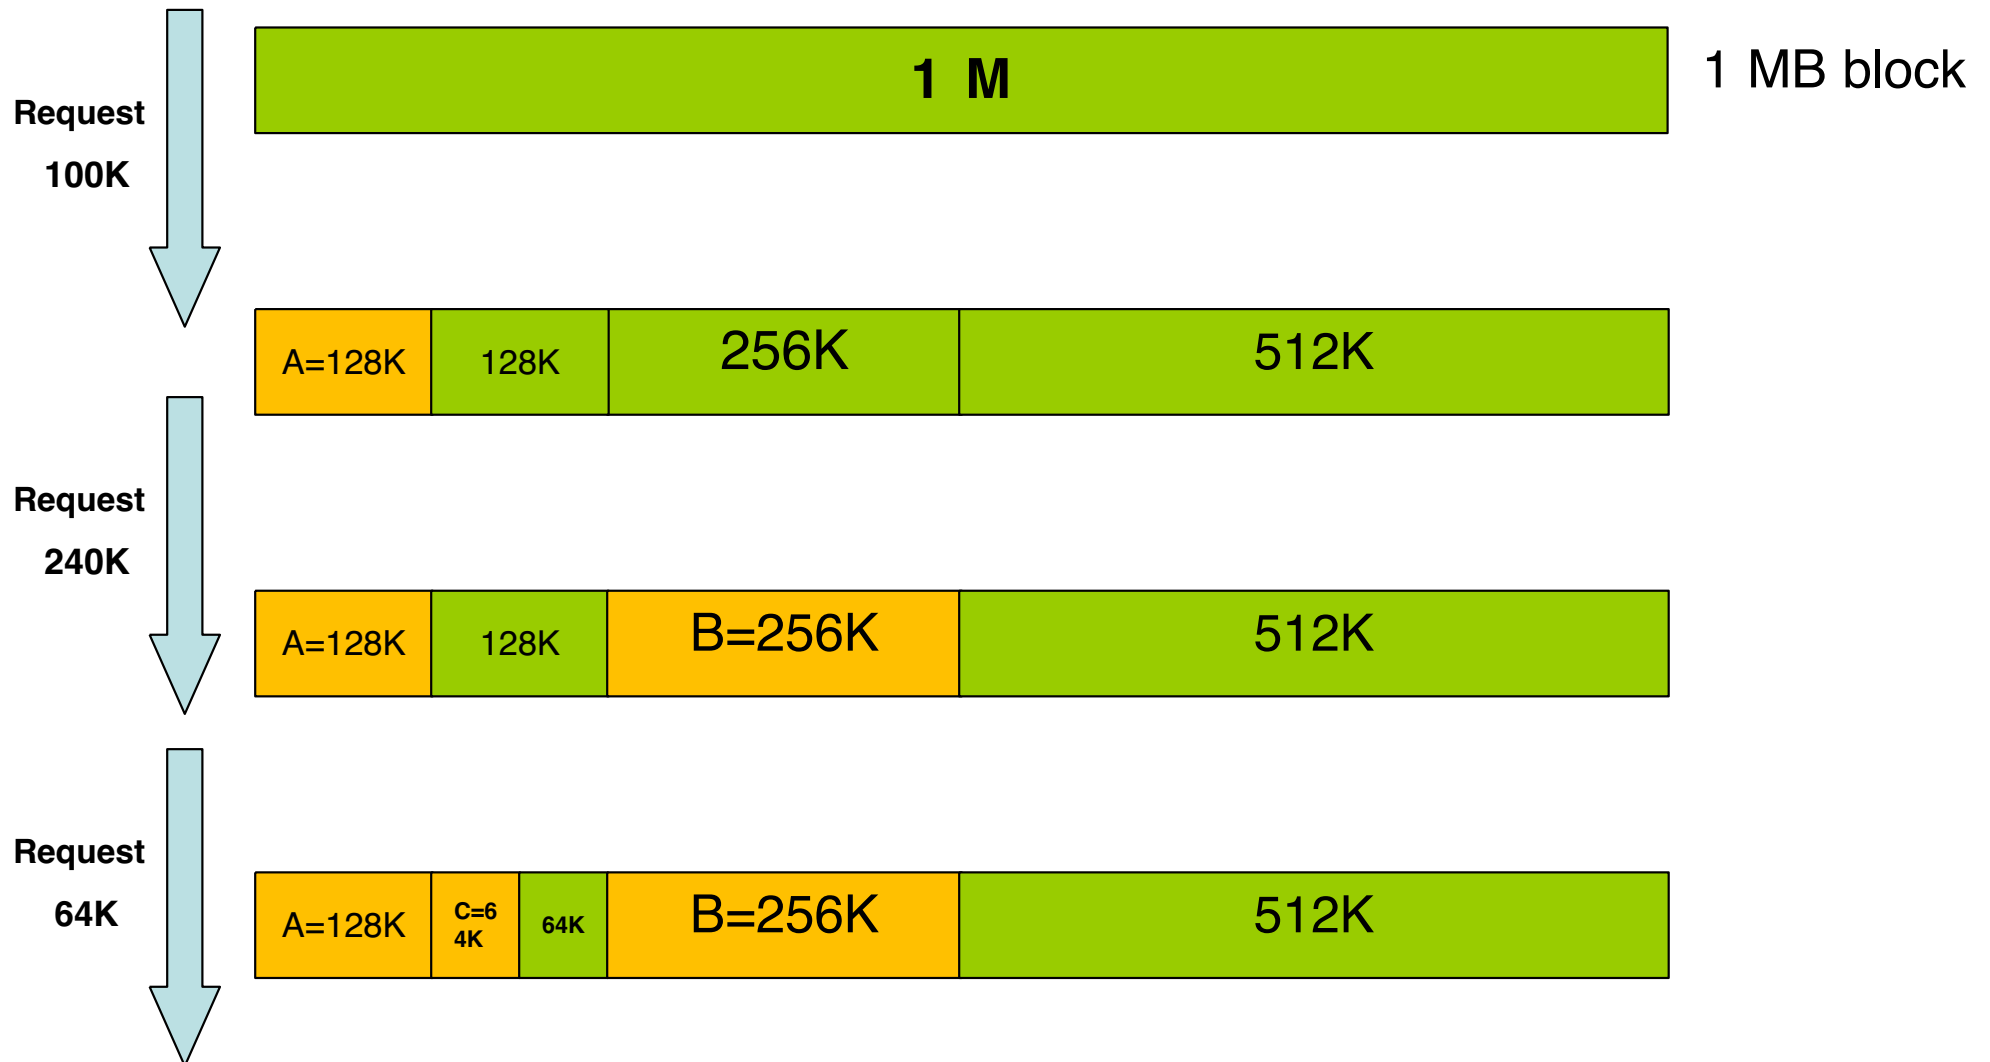 1 M
1 MB block
Request
100K
A=128K
128K
256K
512K
Request
240K
A=128K
128K
B=256K
512K
Request
64K
A=128K
C=6
4K
64K
B=256K
512K